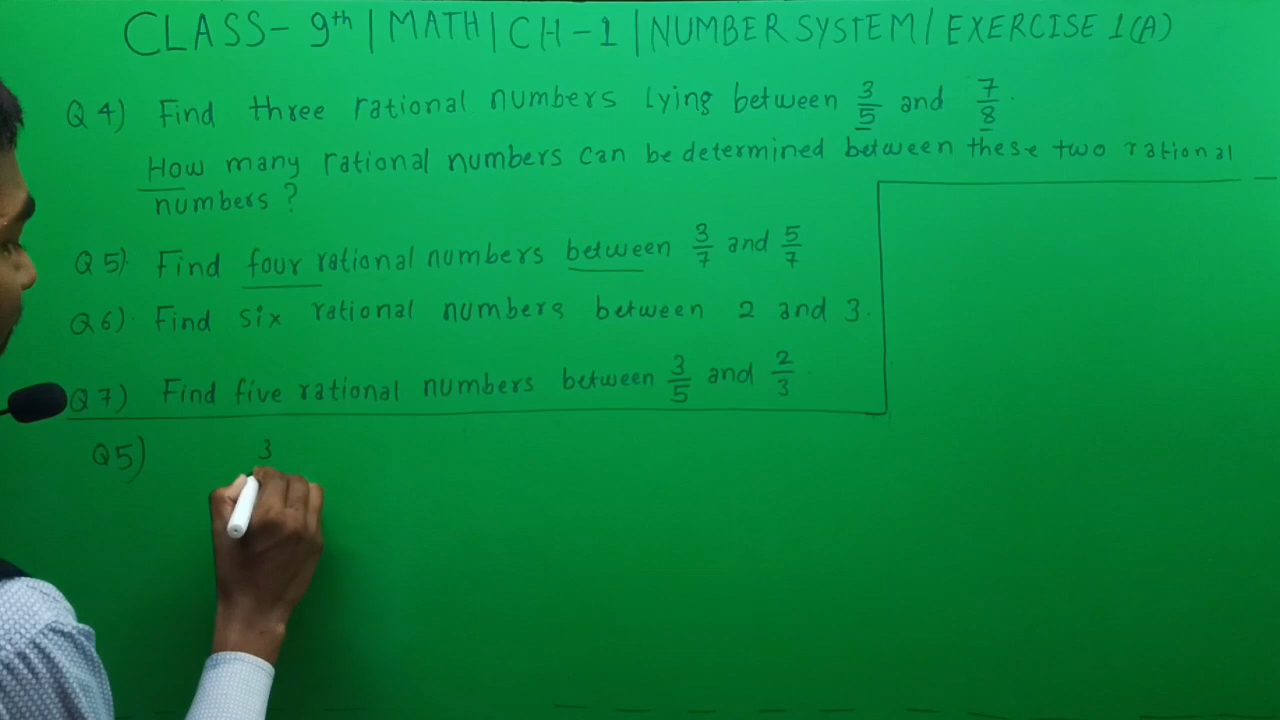 CLASS- 9th | MATH | CH-1 | NUMBER SYSTEM / EXERCISE 1(A)
Q4) Find three rational numbers lying between 3/5 and 7/8.
How many rational numbers can be determined between these two rational
numbers?
Q5). Find four rational numbers between 3/7 and 5/7
Q6). Find six rational numbers between 2 and 3.
Q7) Find five rational numbers between 3/5 and 2/3.
Q5) 3